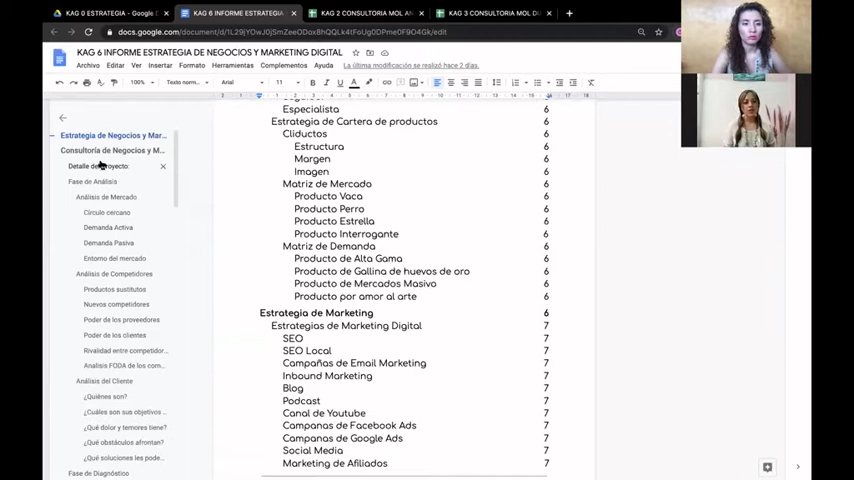 KAG 0 ESTRATEGIA - Google D
KAG 6 INFORME ESTRATEGIA
KAG 2 CONSULTORIA MOL AN
KAG 3 CONSULTORIA MOL DU
KAG 6 INFORME ESTRATEGIA DE NEGOCIOS Y MARKETING DIGITAL
Archivo Editar Ver Insertar Formato Herramientas Complementos Ayuda La última modificación se realizó hace 2 días.
100% Texto norm... Arial 11
Estrategia de Negocios y Mar...
Consultoría de Negocios y M...
Detalle del proyecto:
Fase de Análisis
Análisis de Mercado
Círculo cercano
Demanda Activa
Demanda Pasiva
Entorno del mercado
Análisis de Competidores
Productos sustitutos
Nuevos competidores
Poder de los proveedores
Poder de los clientes
Rivalidad entre competidor...
Analisis FODA de los com...
Análisis del Cliente
¿Quiénes son?
¿Cuáles son sus objetivos ...
¿Qué dolor y temores tiene?
¿Qué obstáculos afrontan?
¿Qué soluciones les pode...
Fase de Diagnóstico
Especialista 6
Estrategia de Cartera de productos 6
Cliductos 6
Estructura 6
Margen 6
Imagen 6
Matriz de Mercado 6
Producto Vaca 6
Producto Perro 6
Producto Estrella 6
Producto Interrogante 6
Matriz de Demanda 6
Producto de Alta Gama 6
Producto de Gallina de huevos de oro 6
Producto de Mercados Masivo 6
Producto por amor al arte 6
Estrategia de Marketing 6
Estrategias de Marketing Digital 7
SEO 7
SEO Local 7
Campañas de Email Marketing 7
Inbound Marketing 7
Blog 7
Podcast 7
Canal de Youtube 7
Campanas de Facebook Ads 7
Campanas de Google Ads 7
Social Media 7
Marketing de Afiliados 7